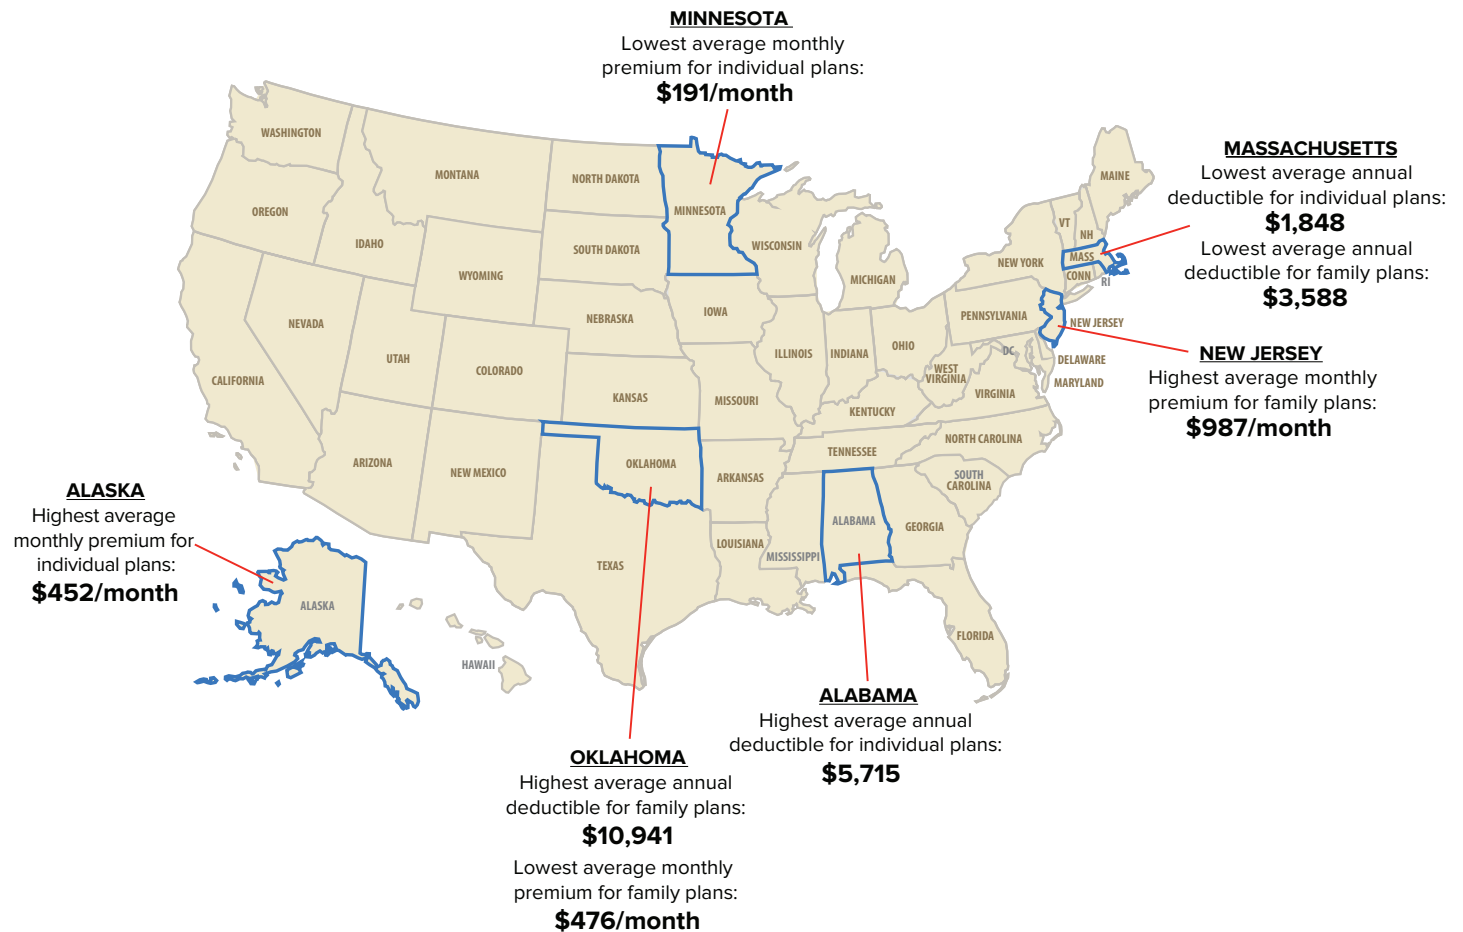 MINNESOTA
Lowest average monthly
premium for individual plans:
$191/month
MASSACHUSETTS
Lowest average annual
deductible for individual plans:
$1,848
Lowest average annual
deductible for family plans:
$3,588
NEW JERSEY
Highest average monthly
premium for family plans:
$987/month
ALASKA
Highest average
monthly premium for
individual plans:
$452/month
OKLAHOMA
Highest average annual
deductible for family plans:
$10,941
Lowest average monthly
premium for family plans:
$476/month
ALABAMA
Highest average annual
deductible for individual plans:
$5,715
WASHINGTON
OREGON
CALIFORNIA
NEVADA
IDAHO
MONTANA
WYOMING
UTAH
COLORADO
ARIZONA
NEW MEXICO
NORTH DAKOTA
SOUTH DAKOTA
NEBRASKA
KANSAS
OKLAHOMA
TEXAS
MINNESOTA
IOWA
MISSOURI
ARKANSAS
LOUISIANA
WISCONSIN
ILLINOIS
MICHIGAN
INDIANA
OHIO
KENTUCKY
TENNESSEE
MISSISSIPPI
ALABAMA
GEORGIA
FLORIDA
SOUTH
CAROLINA
NORTH CAROLINA
VIRGINIA
WEST
VIRGINIA
DC
MARYLAND
DELAWARE
PENNSYLVANIA
NEW JERSEY
NEW YORK
CONN
RI
MASS
VT
NH
MAINE
ALASKA
HAWAII